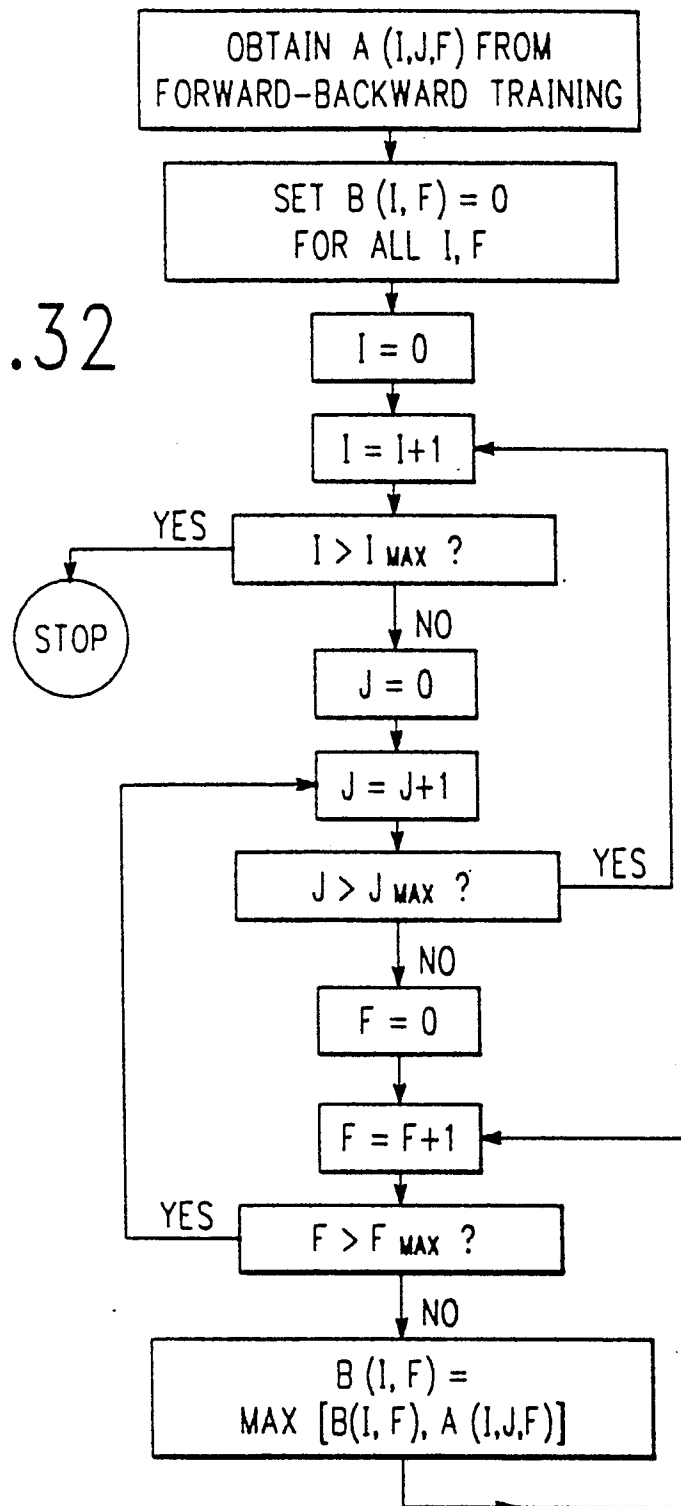 OBTAIN A (I,J,F) FROM
FORWARD-BACKWARD TRAINING
SET B (I, F) = 0
FOR ALL I, F
.32
I = 0
I = I+1
YES
I > I MAX ?
STOP
NO
J = 0
J = J+1
J > J MAX ?
YES
NO
F = 0
F = F+1
YES
F > F MAX ?
NO
B (I, F) =
MAX [B(I, F), A (I,J,F)]